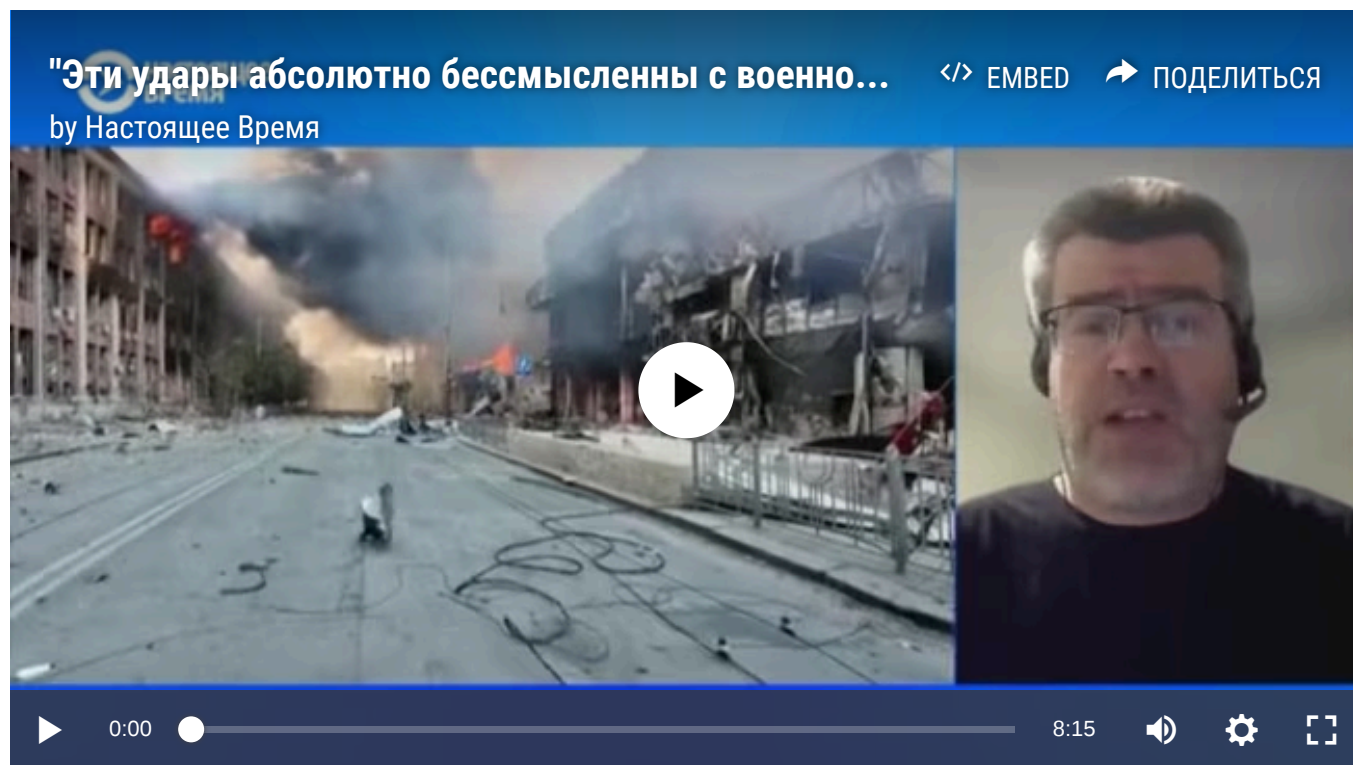 "Эти удары абсолютно бессмысленны с военно...
EMBED
ПОДЕЛИТЬСЯ
by Настоящее Время
0:00
8:15